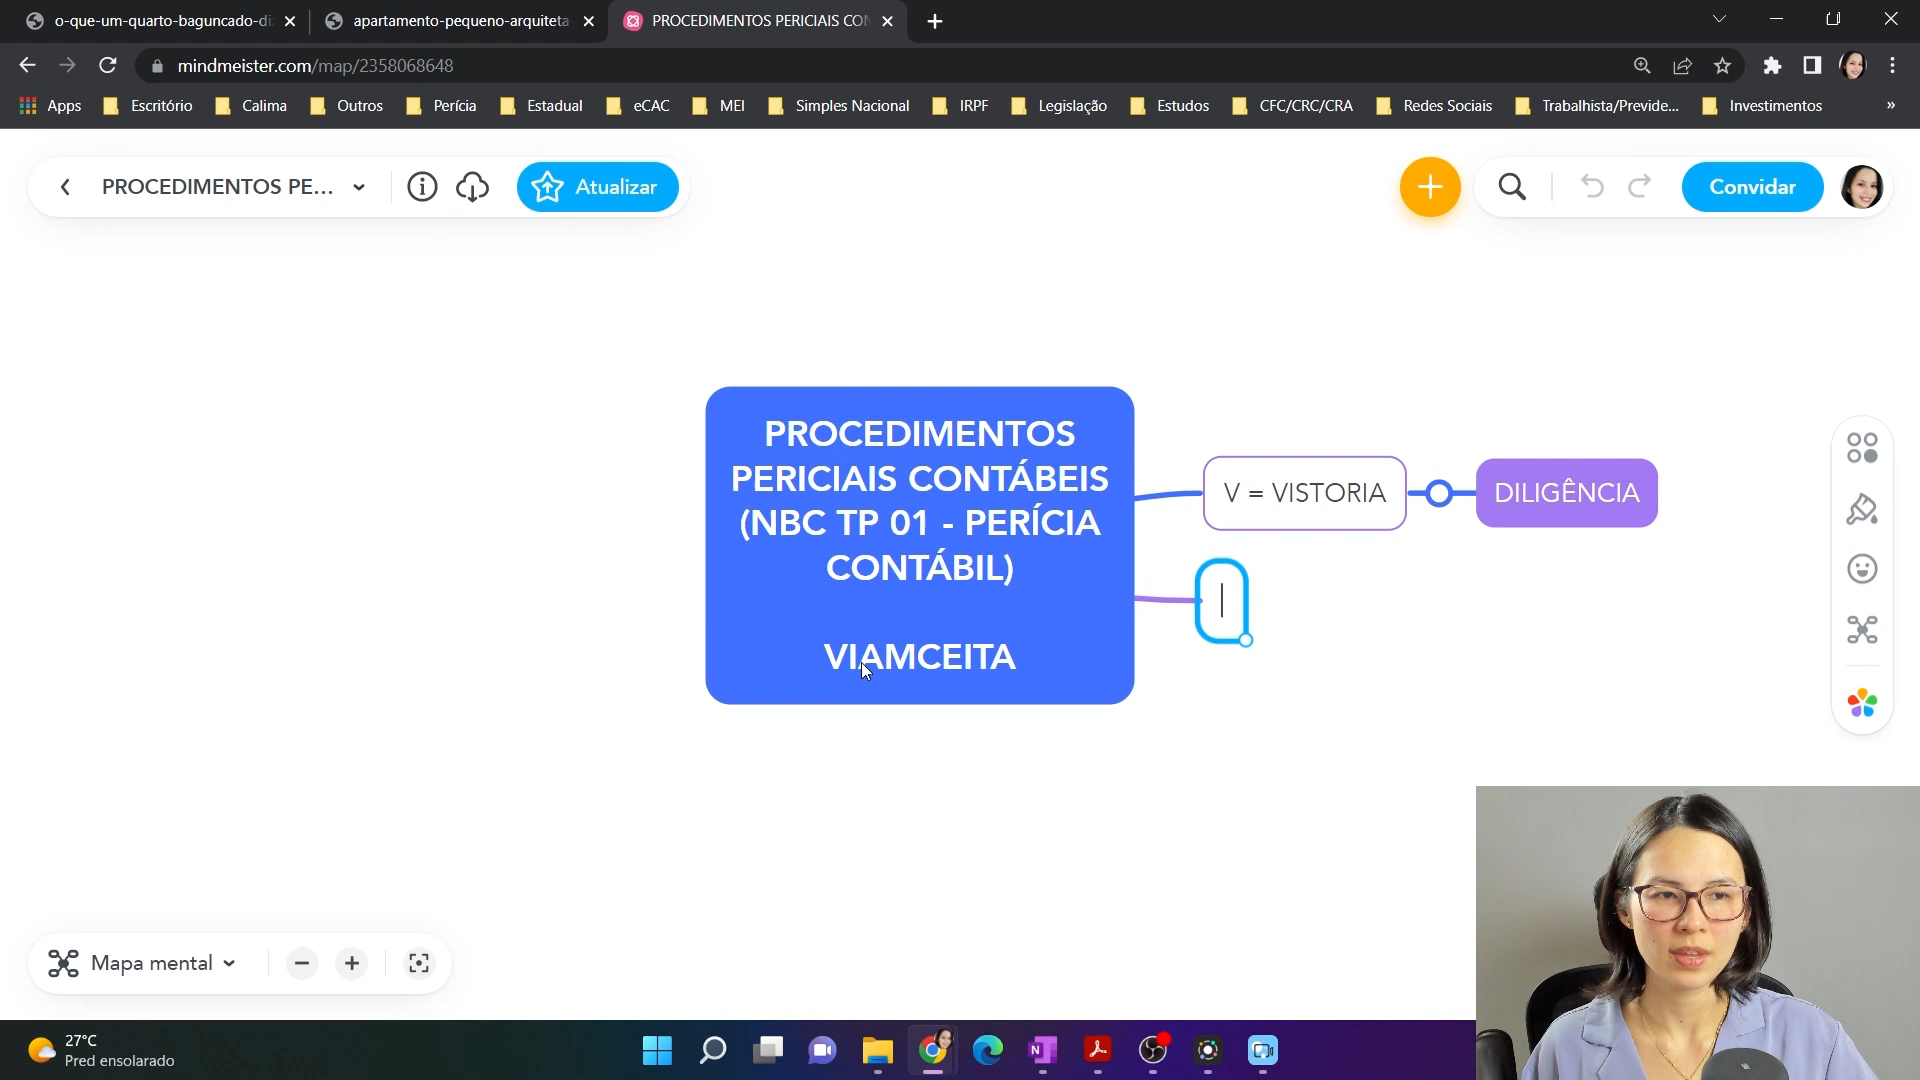 o-que-um-quarto-baguncado-di
apartamento-pequeno-arquiteta
PROCEDIMENTOS PERICIAIS CON
mindmeister.com/map/2358068648
Apps
Escritório
Calima
Outros
Perícia
Estadual
eCAC
MEI
Simples Nacional
IRPF
Legislação
Estudos
CFC/CRC/CRA
Redes Sociais
Trabalhista/Previde...
Investimentos
»
PROCEDIMENTOS PE...
Atualizar
Convidar
PROCEDIMENTOS
PERICIAIS CONTÁBEIS
(NBC TP 01 - PERÍCIA
CONTÁBIL)
VIAMCEITA
V = VISTORIA
DILIGÊNCIA
Mapa mental
27°C
Pred ensolarado